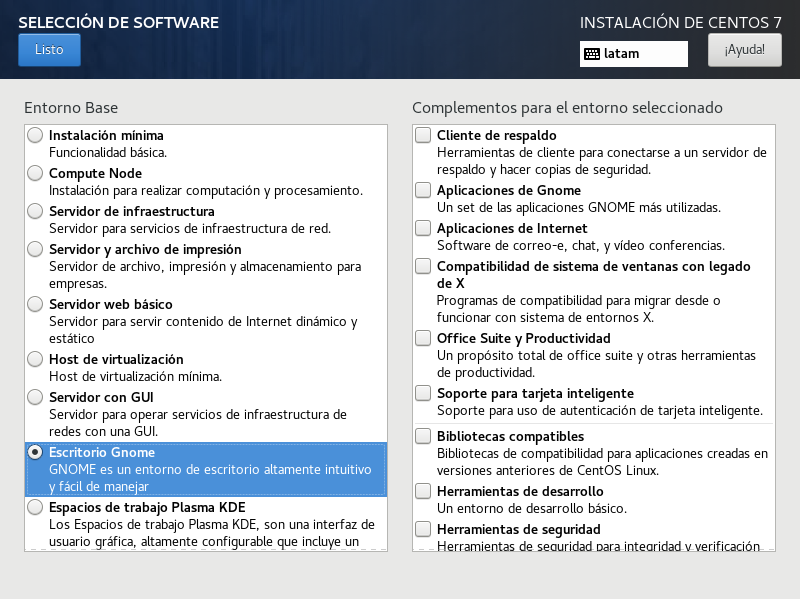 SELECCIÓN DE SOFTWARE
INSTALACIÓN DE CENTOS 7
Listo
latam
¡Ayuda!
Entorno Base
Instalación mínima
Funcionalidad básica.
Compute Node
Instalación para realizar computación y procesamiento.
Servidor de infraestructura
Servidor para servicios de infraestructura de red.
Servidor y archivo de impresión
Servidor de archivo, impresión y almacenamiento para
empresas.
Servidor web básico
Servidor para servir contenido de Internet dinámico y
estático
Host de virtualización
Host de virtualización mínima.
Servidor con GUI
Servidor para operar servicios de infraestructura de
redes con una GUI.
Escritorio Gnome
GNOME es un entorno de escritorio altamente intuitivo
y fácil de manejar
Espacios de trabajo Plasma KDE
Los Espacios de trabajo Plasma KDE, son una interfaz de
usuario gráfica, altamente configurable que incluye un
Complementos para el entorno seleccionado
Cliente de respaldo
Herramientas de cliente para conectarse a un servidor de
respaldo y hacer copias de seguridad.
Aplicaciones de Gnome
Un set de las aplicaciones GNOME más utilizadas.
Aplicaciones de Internet
Software de correo-e, chat, y vídeo conferencias.
Compatibilidad de sistema de ventanas con legado
de X
Programas de compatibilidad para migrar desde o
funcionar con sistema de entornos X.
Office Suite y Productividad
Un propósito total de office suite y otras herramientas
de productividad.
Soporte para tarjeta inteligente
Soporte para uso de autenticación de tarjeta inteligente.
Bibliotecas compatibles
Bibliotecas de compatibilidad para aplicaciones creadas en
versiones anteriores de CentOS Linux.
Herramientas de desarrollo
Un entorno de desarrollo básico.
Herramientas de seguridad
Herramientas de seguridad para integridad y verificación